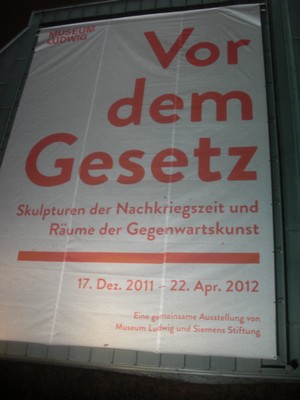 MUSEUM
LUDWIG
Vor
dem
Gesetz
Skulpturen der Nachkriegszeit und
Räume der Gegenwartskunst
17. Dez. 2011 – 22. Apr. 2012
Eine gemeinsame Ausstellung von
Museum Ludwig und Siemens Stiftung